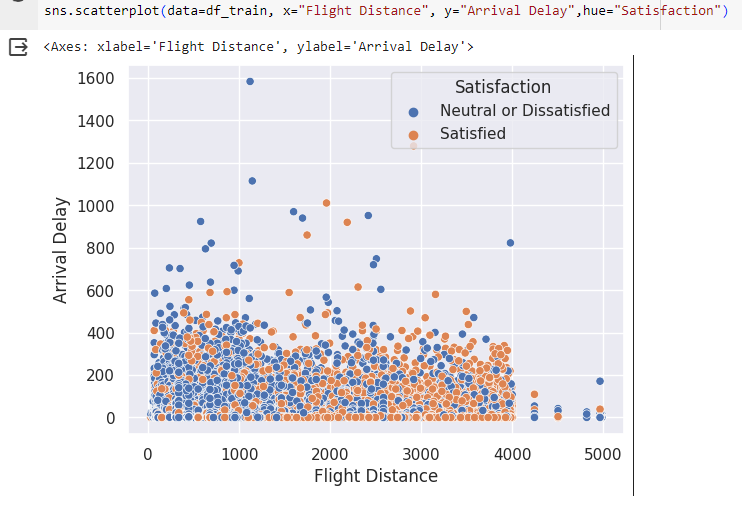 sns.scatterplot(data=df_train, x="Flight Distance", y="Arrival Delay",hue="Satisfaction")
<Axes: xlabel='Flight Distance', ylabel='Arrival Delay'>
Satisfaction
Neutral or Dissatisfied
Satisfied
1600
1400
1200
1000
800
600
400
200
0
Arrival Delay
0 1000 2000 3000 4000 5000
Flight Distance